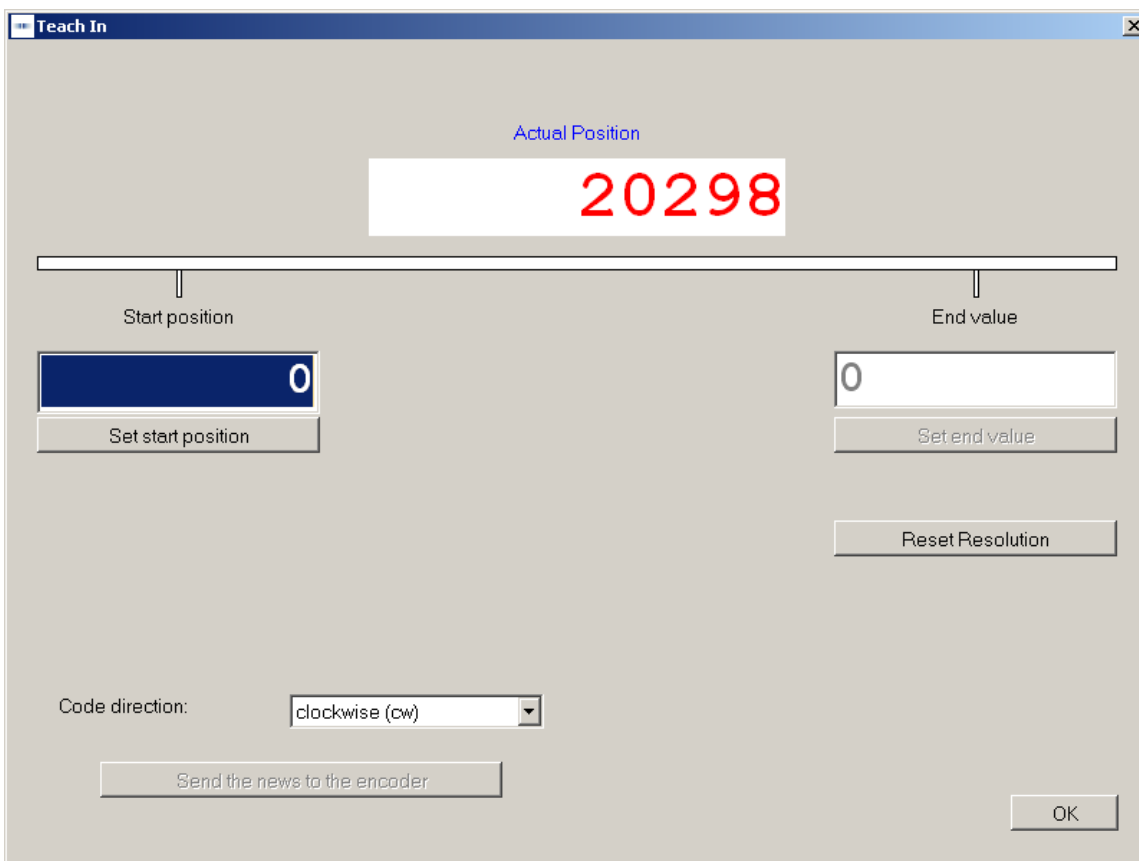 Teach In
Actual Position
20298
Start position
End value
0
0
Set start position
Set end value
Reset Resolution
Code direction:
clockwise (cw)
Send the news to the encoder
OK